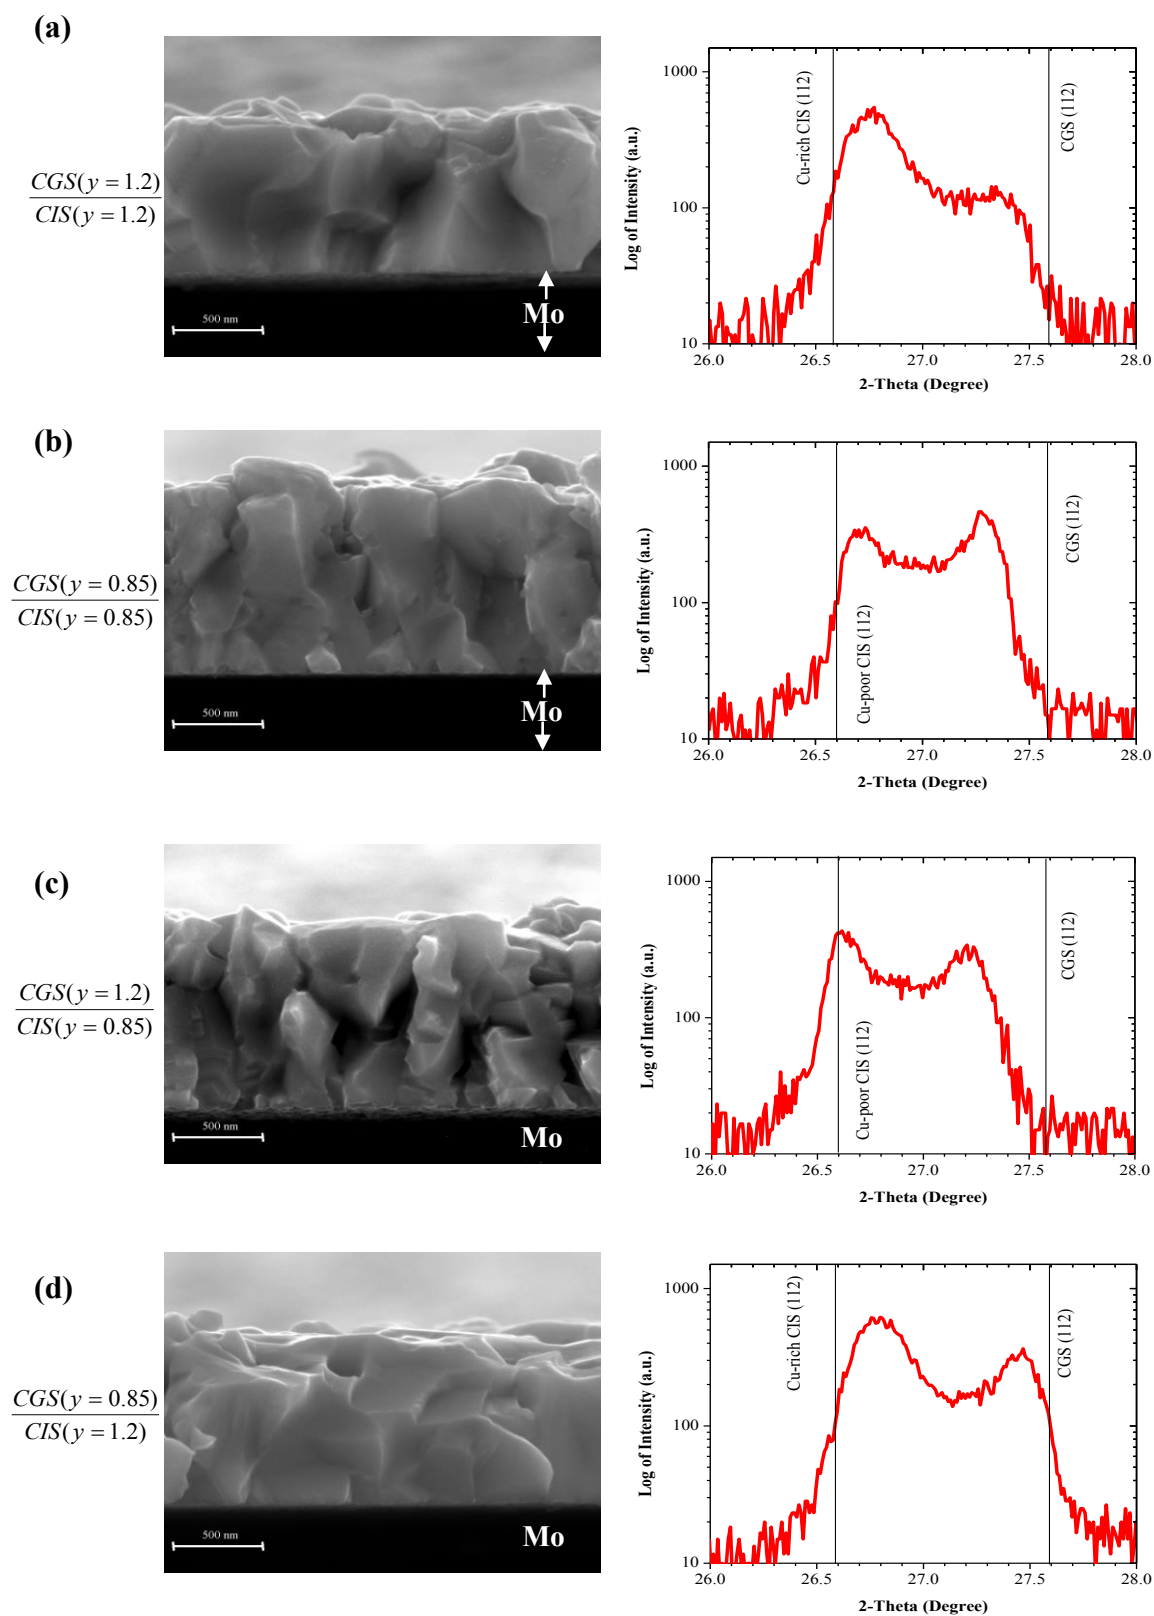 (a)
CGS(y = 1.2)
CIS(y = 1.2)
Mo
500 nm
1000
100
10
26.0 26.5 27.0 27.5 28.0
Log of Intensity (a.u.)
2-Theta (Degree)
Cu-rich CIS (112)
CGS (112)
(b)
CGS(y = 0.85)
CIS(y = 0.85)
Mo
500 nm
1000
100
10
26.0 26.5 27.0 27.5 28.0
Log of Intensity (a.u.)
2-Theta (Degree)
Cu-poor CIS (112)
CGS (112)
(c)
CGS(y = 1.2)
CIS(y = 0.85)
Mo
500 nm
1000
100
10
26.0 26.5 27.0 27.5 28.0
Log of Intensity (a.u.)
2-Theta (Degree)
Cu-poor CIS (112)
CGS (112)
(d)
CGS(y = 0.85)
CIS(y = 1.2)
Mo
500 nm
1000
100
10
26.0 26.5 27.0 27.5 28.0
Log of Intensity (a.u.)
2-Theta (Degree)
Cu-rich CIS (112)
CGS (112)